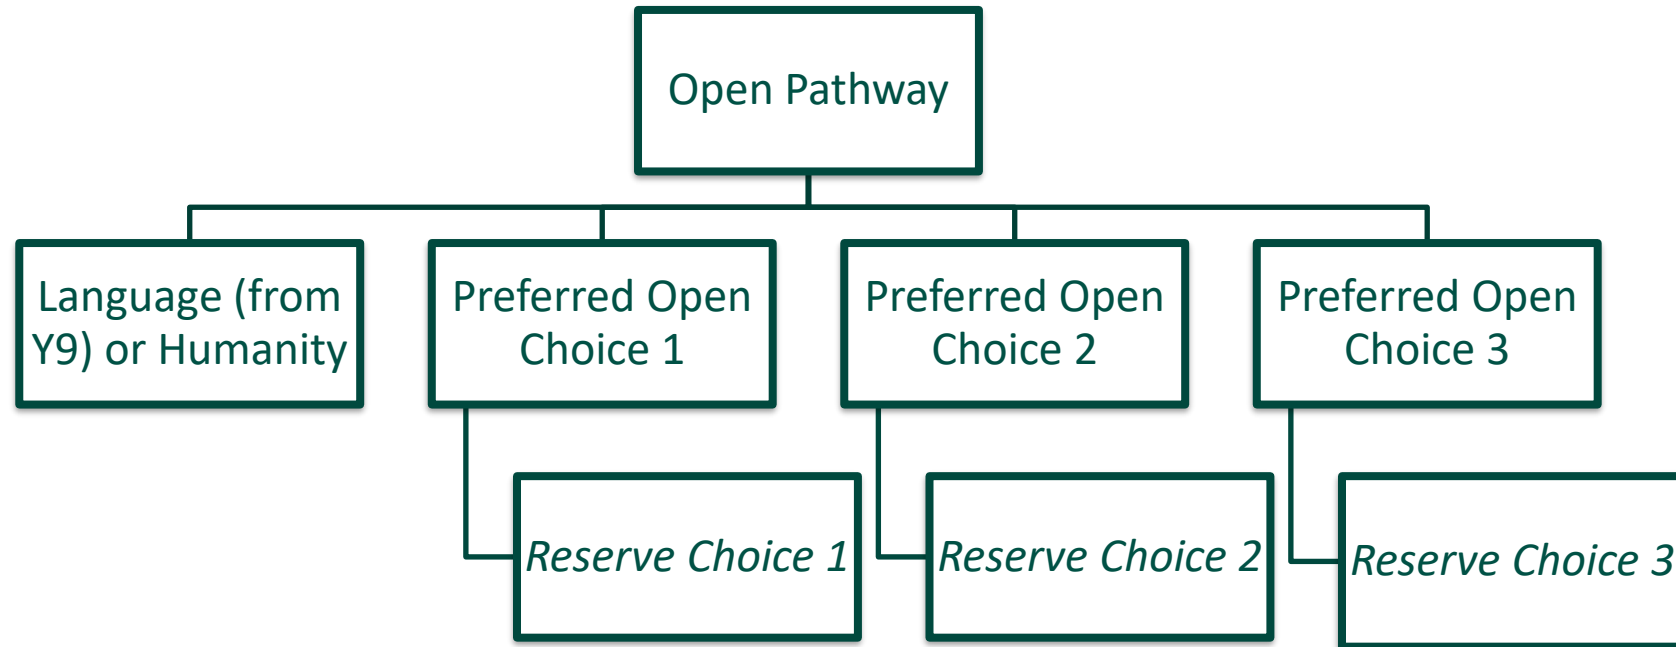 Open Pathway
Language (from
Y9) or Humanity
Preferred Open
Choice 1
Preferred Open
Choice 2
Preferred Open
Choice 3
Reserve Choice 1
Reserve Choice 2
Reserve Choice 3